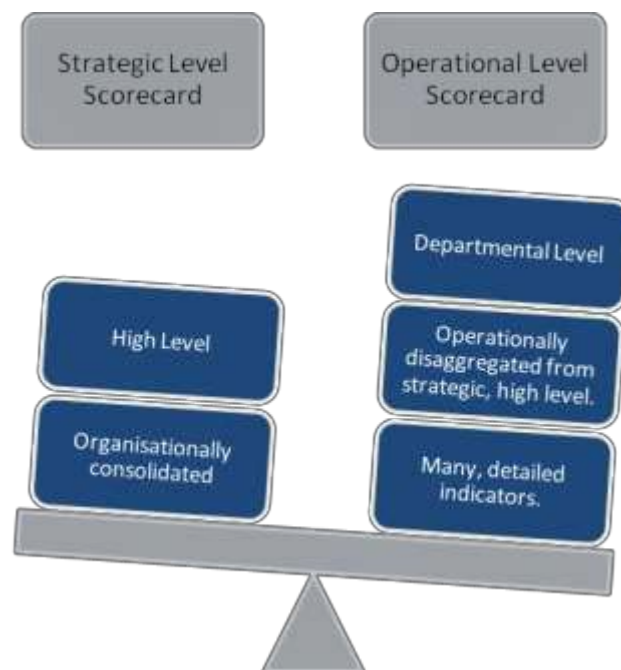 Strategic Level
Scorecard
Operational Level
Scorecard
High Level
Organisationally
consolidated
Departmental Level
Operationally
disaggregated from
strategic, high level.
Many, detailed
indicators.